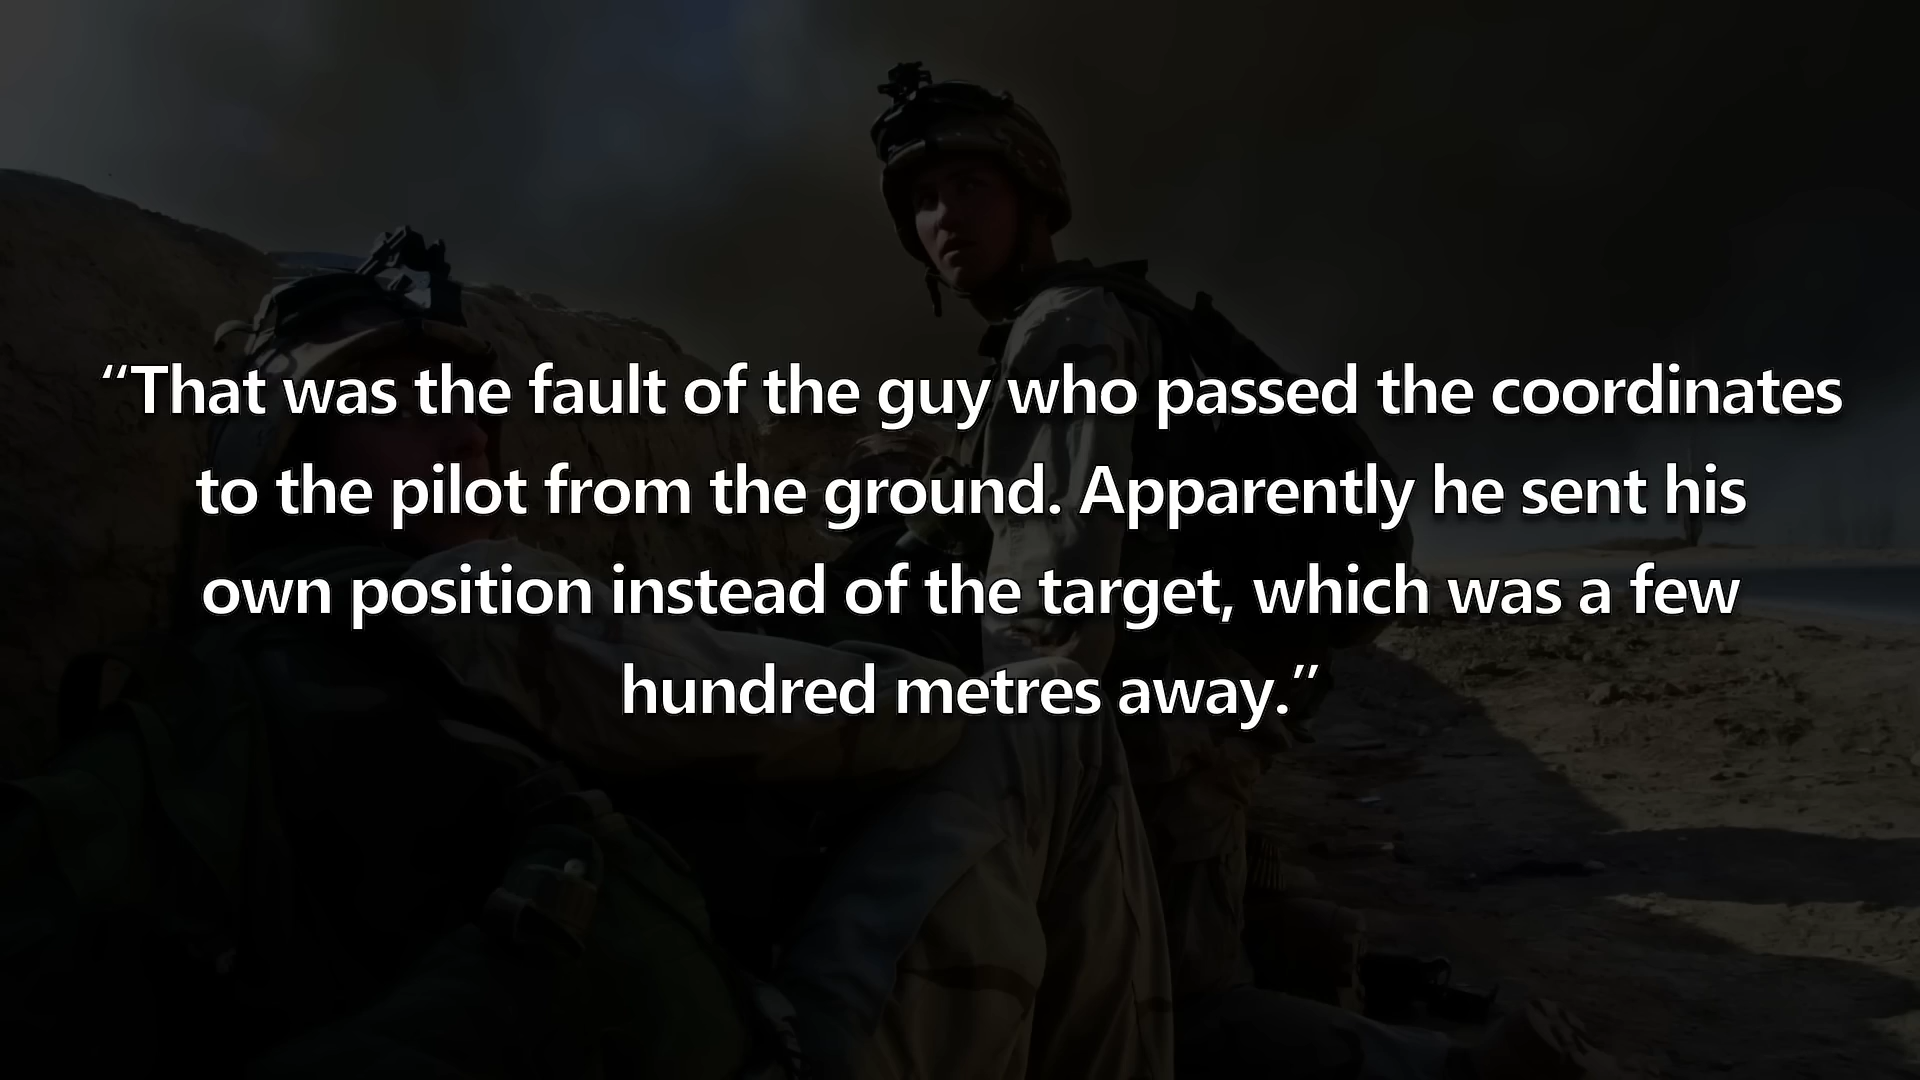 “That was the fault of the guy who passed the coordinates
to the pilot from the ground. Apparently he sent his
own position instead of the target, which was a few
hundred metres away.”